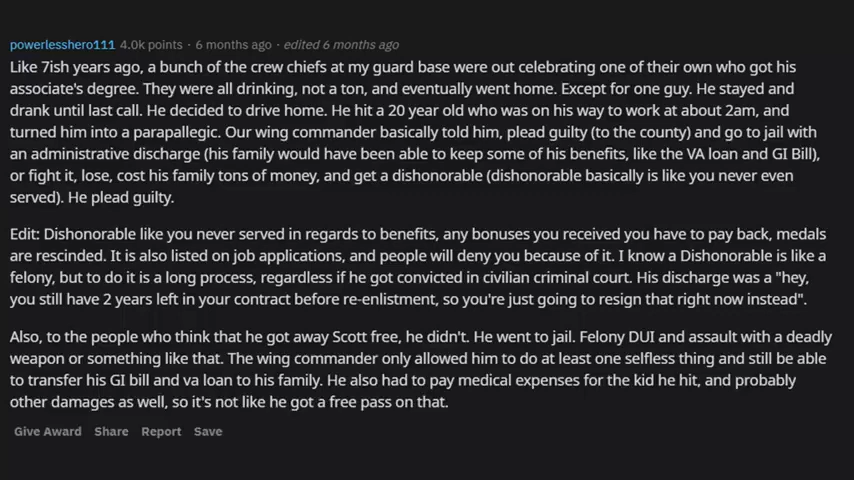 powerlesshero111 4.0k points · 6 months ago · edited 6 months ago
Like 7ish years ago, a bunch of the crew chiefs at my guard base were out celebrating one of their own who got his
associate's degree. They were all drinking, not a ton, and eventually went home. Except for one guy. He stayed and
drank until last call. He decided to drive home. He hit a 20 year old who was on his way to work at about 2am, and
turned him into a parapallegic. Our wing commander basically told him, plead guilty (to the county) and go to jail with
an administrative discharge (his family would have been able to keep some of his benefits, like the VA loan and GI Bill),
or fight it, lose, cost his family tons of money, and get a dishonorable (dishonorable basically is like you never even
served). He plead guilty.
Edit: Dishonorable like you never served in regards to benefits, any bonuses you received you have to pay back, medals
are rescinded. It is also listed on job applications, and people will deny you because of it. I know a Dishonorable is like a
felony, but to do it is a long process, regardless if he got convicted in civilian criminal court. His discharge was a "hey,
you still have 2 years left in your contract before re-enlistment, so you're just going to resign that right now instead".
Also, to the people who think that he got away Scott free, he didn't. He went to jail. Felony DUI and assault with a deadly
weapon or something like that. The wing commander only allowed him to do at least one selfless thing and still be able
to transfer his GI bill and va loan to his family. He also had to pay medical expenses for the kid he hit, and probably
other damages as well, so it's not like he got a free pass on that.
Give Award Share Report Save